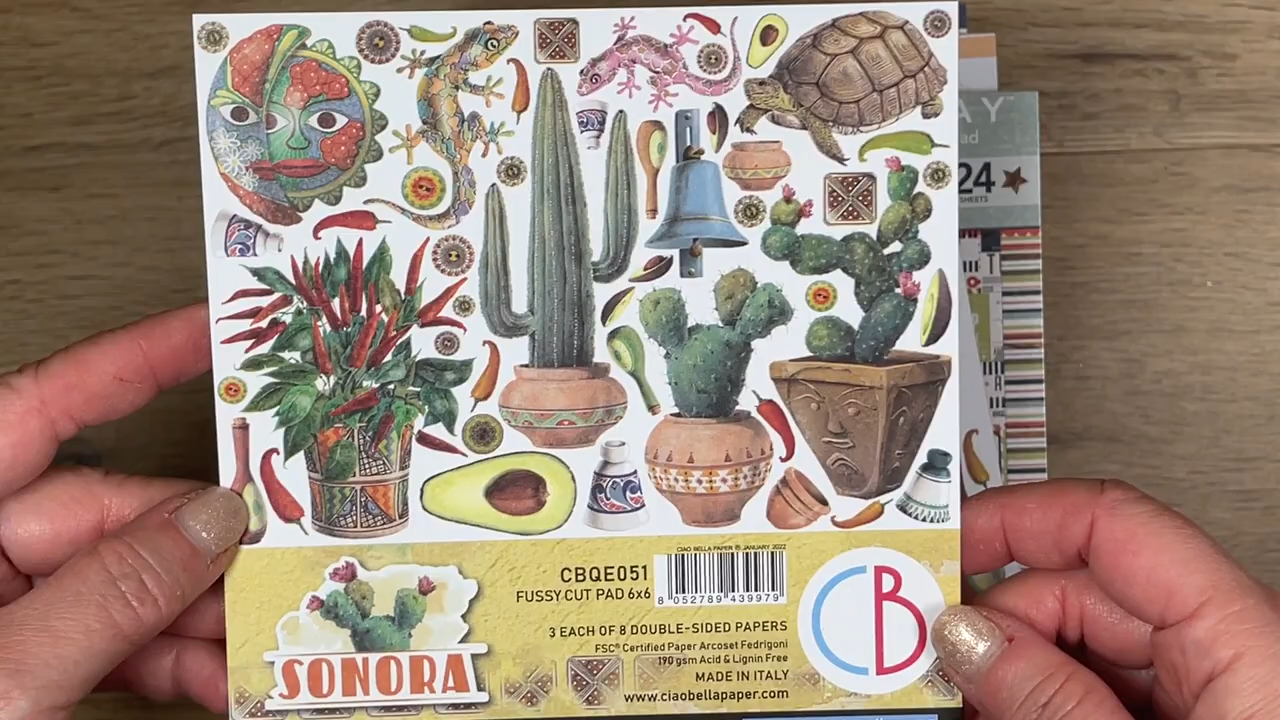 AY
ad
24
SHEETS
CIAO BELLA PAPER ® JANUARY 2022
CBQE051
FUSSY CUT PAD 6x6
8 052789 439979
3 EACH OF 8 DOUBLE-SIDED PAPERS
FSC® Certified Paper Arcoset Fedrigoni
190 gsm Acid & Lignin Free
MADE IN ITALY
www.ciaobellapaper.com
SONORA
CB